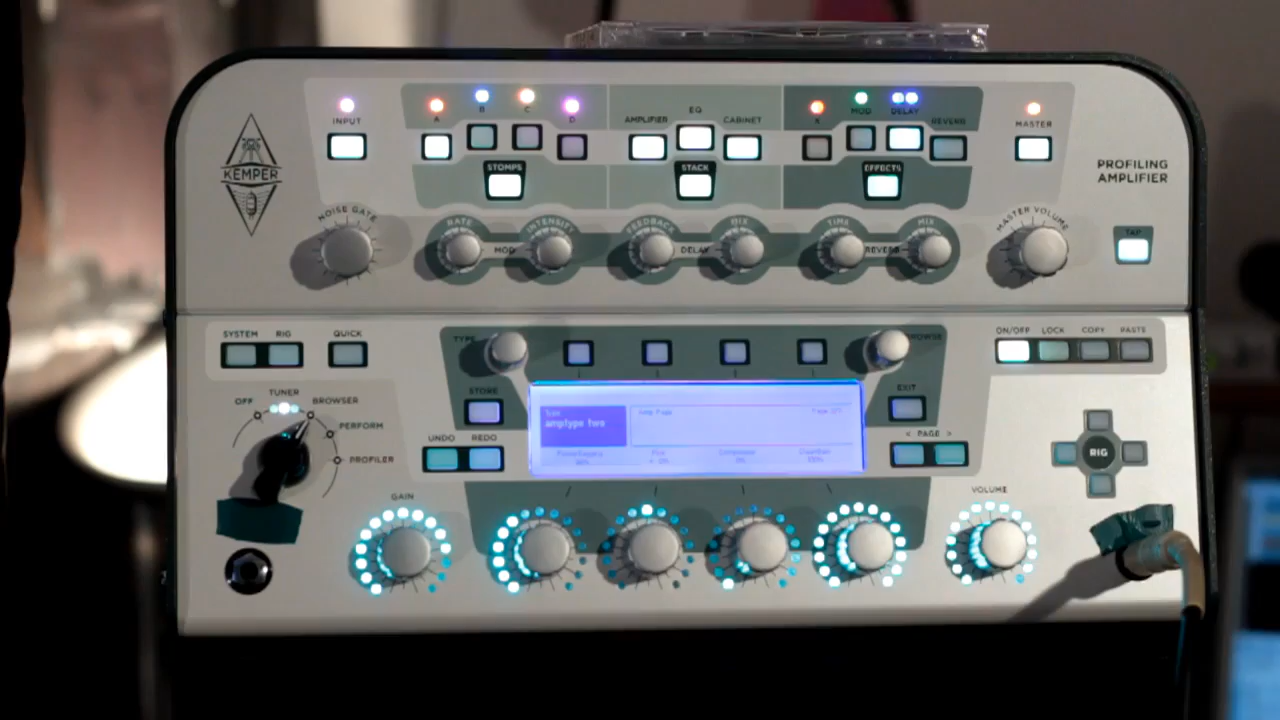 INPUT
A
B
C
D
AMPLIFIER
EQ
CABINET
X
MOD
DELAY
REVERB
MASTER
KEMPER
STOMPS
STACK
EFFECTS
PROFILING
AMPLIFIER
NOISE GATE
RATE
INTENSITY
FEEDBACK
MIX
TIME
MIX
MASTER VOLUME
TAP
MOD
DELAY
REVERB
SYSTEM
RIG
QUICK
TYPE
BROWSE
ON/OFF
LOCK
COPY
PASTE
STORE
EXIT
OFF
TUNER
BROWSER
PERFORM
PROFILER
amptype two
UNDO
REDO
< PAGE >
RIG
GAIN
VOLUME